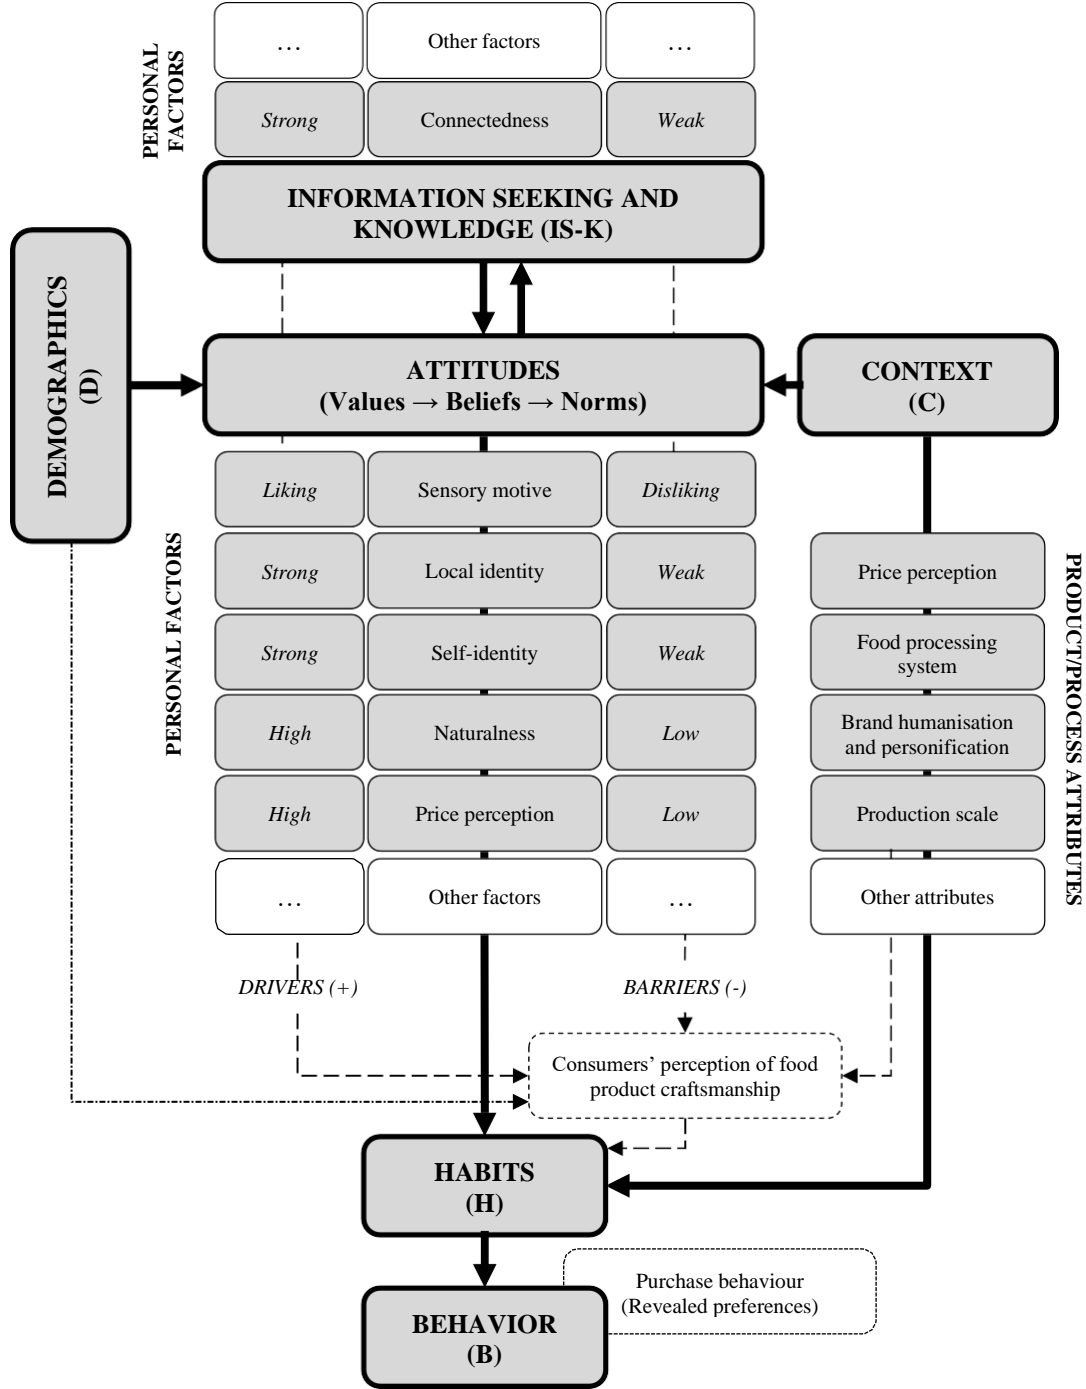 PERSONAL
FACTORS
…
Other factors
…
Strong
Connectedness
Weak
INFORMATION SEEKING AND
KNOWLEDGE (IS-K)
DEMOGRAPHICS
(D)
ATTITUDES
(Values → Beliefs → Norms)
CONTEXT
(C)
PERSONAL FACTORS
Liking
Sensory motive
Disliking
Strong
Local identity
Weak
Strong
Self-identity
Weak
High
Naturalness
Low
High
Price perception
Low
…
Other factors
…
Price perception
Food processing
system
Brand humanisation
and personification
Production scale
Other attributes
PRODUCT/PROCESS ATTRIBUTES
DRIVERS (+)
BARRIERS (-)
Consumers’ perception of food
product craftsmanship
HABITS
(H)
Purchase behaviour
(Revealed preferences)
BEHAVIOR
(B)